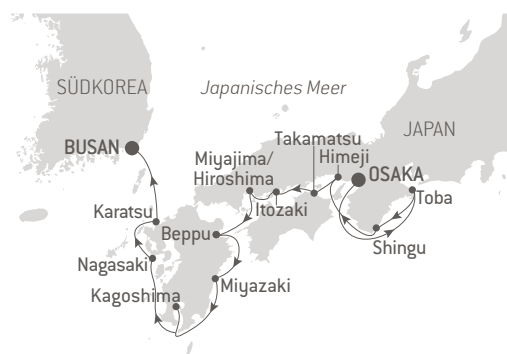 SÜDKOREA
Japanisches Meer
JAPAN
BUSAN
Takamatsu
Himeji
Miyajima/
Hiroshima
OSAKA
Toba
Itozaki
Karatsu
Beppu
Shingu
Nagasaki
Miyazaki
Kagoshima